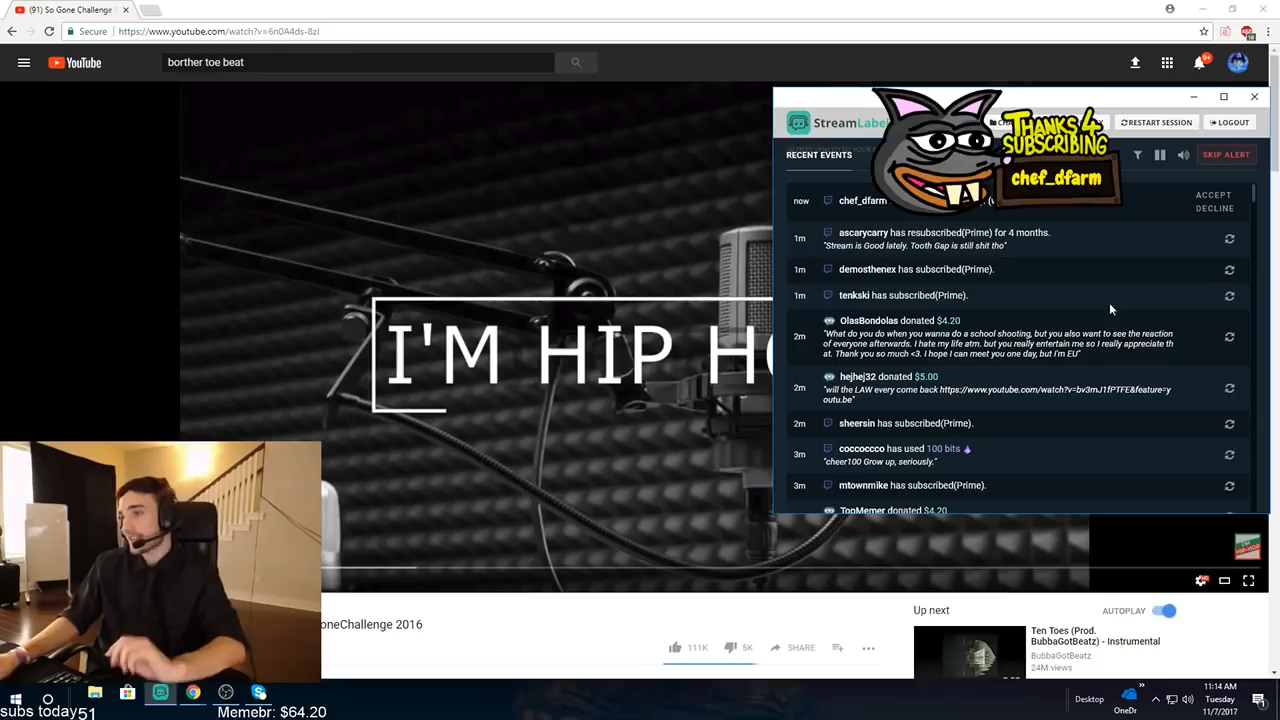 (91) So Gone Challenge
Secure https://www.youtube.com/watch?v=6n0A4ds-8zI
YouTube
borther toe beat
9+
StreamLabel
RESTART SESSION
LOGOUT
THANKS 4
SUBSCRIBING
chef_dfarm
RECENT EVENTS
SKIP ALERT
now chef_dfarm
ACCEPT
DECLINE
1m ascarycarry has resubscribed(Prime) for 4 months.
"Stream is Good lately. Tooth Gap is still shit tho"
1m demosthenex has subscribed(Prime).
1m tenkski has subscribed(Prime).
2m OlasBondolas donated $4.20
"What do you do when you wanna do a school shooting, but you also want to see the reaction
of everyone afterwards. I hate my life atm. but you really entertain me so I really appreciate th
at. Thank you so much <3. I hope I can meet you one day, but I'm EU"
2m hejhej32 donated $5.00
"will the LAW every come back https://www.youtube.com/watch?v=bv3mJ1fPTFE&feature=y
outu.be"
2m sheersin has subscribed(Prime).
3m coccoccco has used 100 bits
"cheer100 Grow up, seriously."
3m mtownmike has subscribed(Prime).
TopMemer donated $4.20
I'M HIP HO
I'M
HIP-HOP
oneChallenge 2016
111K 5K SHARE
Up next
AUTOPLAY
Ten Toes (Prod.
BubbaGotBeatz) - Instrumental
BubbaGotBeatz
24M views
subs today51
Memebr: $64.20
Desktop
OneDr
11:14 AM
Tuesday
11/7/2017